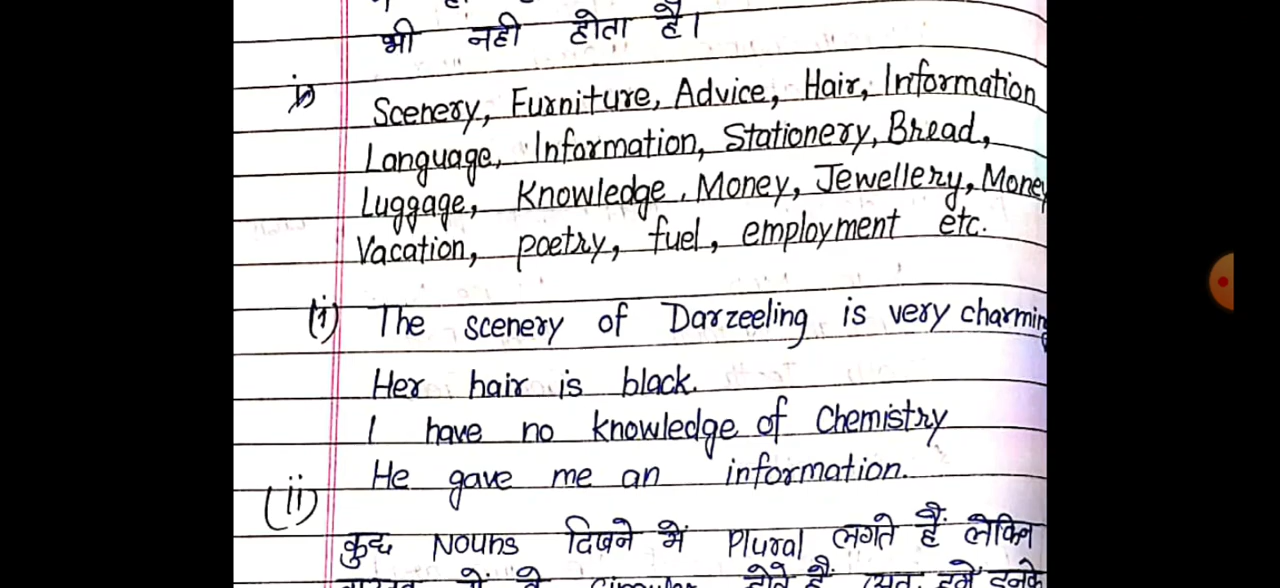 भी नही होता है।
Scenery, Furniture, Advice, Hair, Information
Language, Information, Stationery, Bread,
Luggage, Knowledge, Money, Jewellery, Money
Vacation, poetry, fuel, employment etc.
(i) The scenery of Darzeeling is very charming
Her hair is black.
I have no knowledge of Chemistry
He gave me an information.
(ii)
कुछ Nouns दिखने में Plural लगते हैं लेकिन